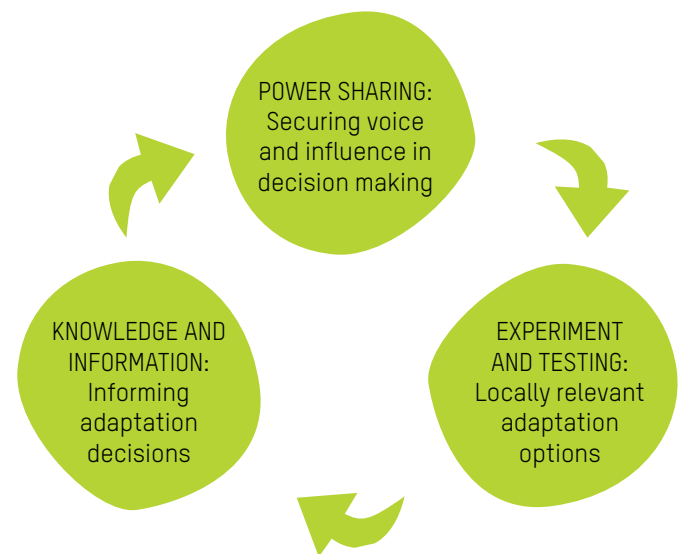 POWER SHARING:
Securing voice
and influence in
decision making
KNOWLEDGE AND
INFORMATION:
Informing
adaptation
decisions
EXPERIMENT
AND TESTING:
Locally relevant
adaptation
options